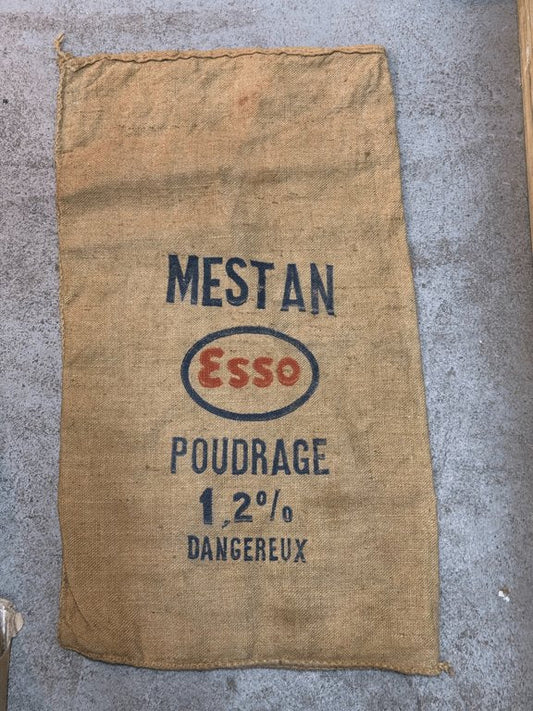 MESTAN
Esso
POUDRAGE
1,2%
DANGEREUX